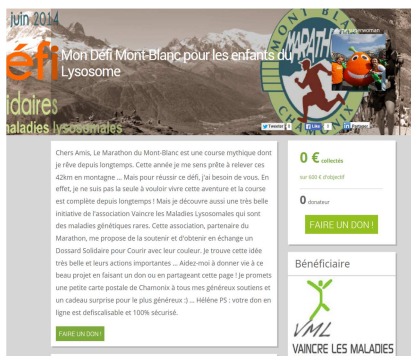 juin 2014
MONT BLANC
MARATH
Mon Défi Mont-Blanc pour les enfants du
Lysosome
éfi
idaires
maladies lysosomales
Tweeter
0
Like
in
Chers Amis, Le Marathon du Mont-Blanc est une course mythique dont
je rêve depuis longtemps. Cette année je me sens prête à relever ces
42km en montagne ... Mais pour réussir ce défi, j'ai besoin de vous. En
effet, je ne suis pas la seule à vouloir vivre cette aventure et la course
est complète depuis longtemps ! Mais je découvre aussi une très belle
initiative de l'association Vaincre les Maladies Lysosomales qui sont
des maladies génétiques rares. Cette association, partenaire du
Marathon, me propose de la soutenir et d'obtenir en échange un
Dossard Solidaire pour Courir avec leur couleur. Je trouve cette idée
très belle et leurs actions importantes ... Aidez-moi à donner vie à ce
beau projet en faisant un don ou en partageant cette page ! Je promets
une petite carte postale de Chamonix à tous mes généreux soutiens et
un cadeau surprise pour le plus généreux :) ... Hélène PS : votre don en
ligne est defiscalisable et 100% sécurisé.
FAIRE UN DON !
0 € collectés
sur 600 € d'objectif
0 donateur
FAIRE UN DON !
Bénéficiaire
VML
VAINCRE LES MALADIES